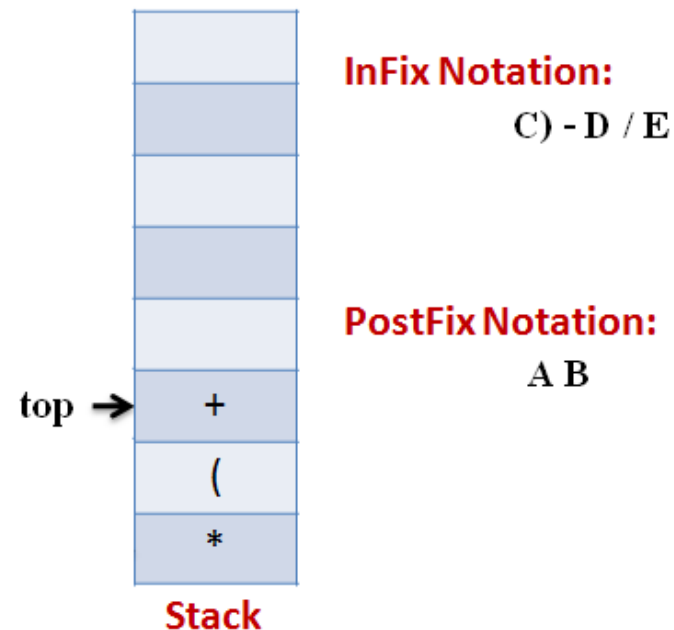 InFix Notation:
C) - D / E
PostFix Notation:
A B
top
+
(
*
Stack